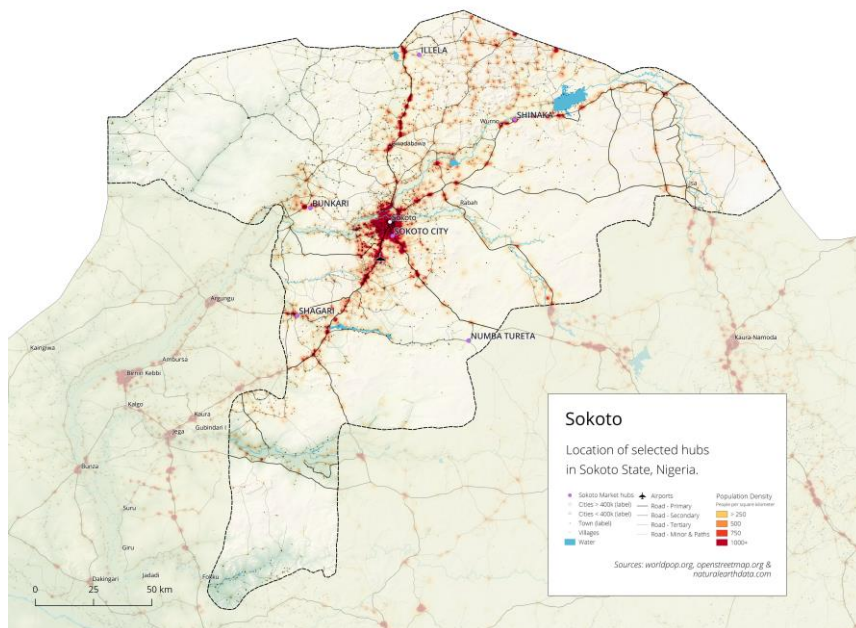 ILLELA
Wurno
SHINAKA
Gwadabawa
Isa
BUNKARI
Rabah
Sokoto
SOKOTO CITY
Argungu
SHAGARI
NUMBA TURETA
Kaura-Namoda
Kaingiwa
Ambursa
Birnin Kebbi
Kalgo
Kaura
Jega
Gubindari I
Bunza
Suru
Giru
Jadadi
Dakingari
Fokku
0 25 50 km
Sokoto
Location of selected hubs
in Sokoto State, Nigeria.
Sokoto Market hubs
Cities > 400k (label)
Cities < 400k (label)
Town (label)
Villages
Water
Airports
Road - Primary
Road - Secondary
Road - Tertiary
Road - Minor & Paths
Population Density
People per square kilometer
> 250
500
750
1000+
Sources: worldpop.org, openstreetmap.org &
naturalearthdata.com